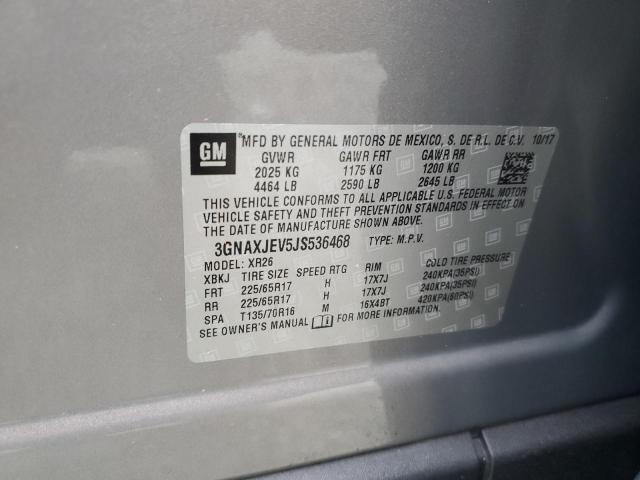 GM
MFD BY GENERAL MOTORS DE MEXICO, S. DE R.L. DE C.V. 10/17
GVWR GAWR FRT GAWR RR
2025 KG 1175 KG 1200 KG
4464 LB 2590 LB 2645 LB
THIS VEHICLE CONFORMS TO ALL APPLICABLE U.S. FEDERAL MOTOR
VEHICLE SAFETY AND THEFT PREVENTION STANDARDS IN EFFECT ON
THE DATE OF MANUFACTURE SHOWN ABOVE.
3GNAXJEV5JS536468 TYPE: M.P.V.
MODEL: XR26
XBKJ TIRE SIZE SPEED RTG RIM COLD TIRE PRESSURE
FRT 225/65R17 H 17X7J 240KPA(35PSI)
RR 225/65R17 H 17X7J 240KPA(35PSI)
SPA T135/70R16 M 16X4BT 420KPA(60PSI)
SEE OWNER'S MANUAL FOR MORE INFORMATION.